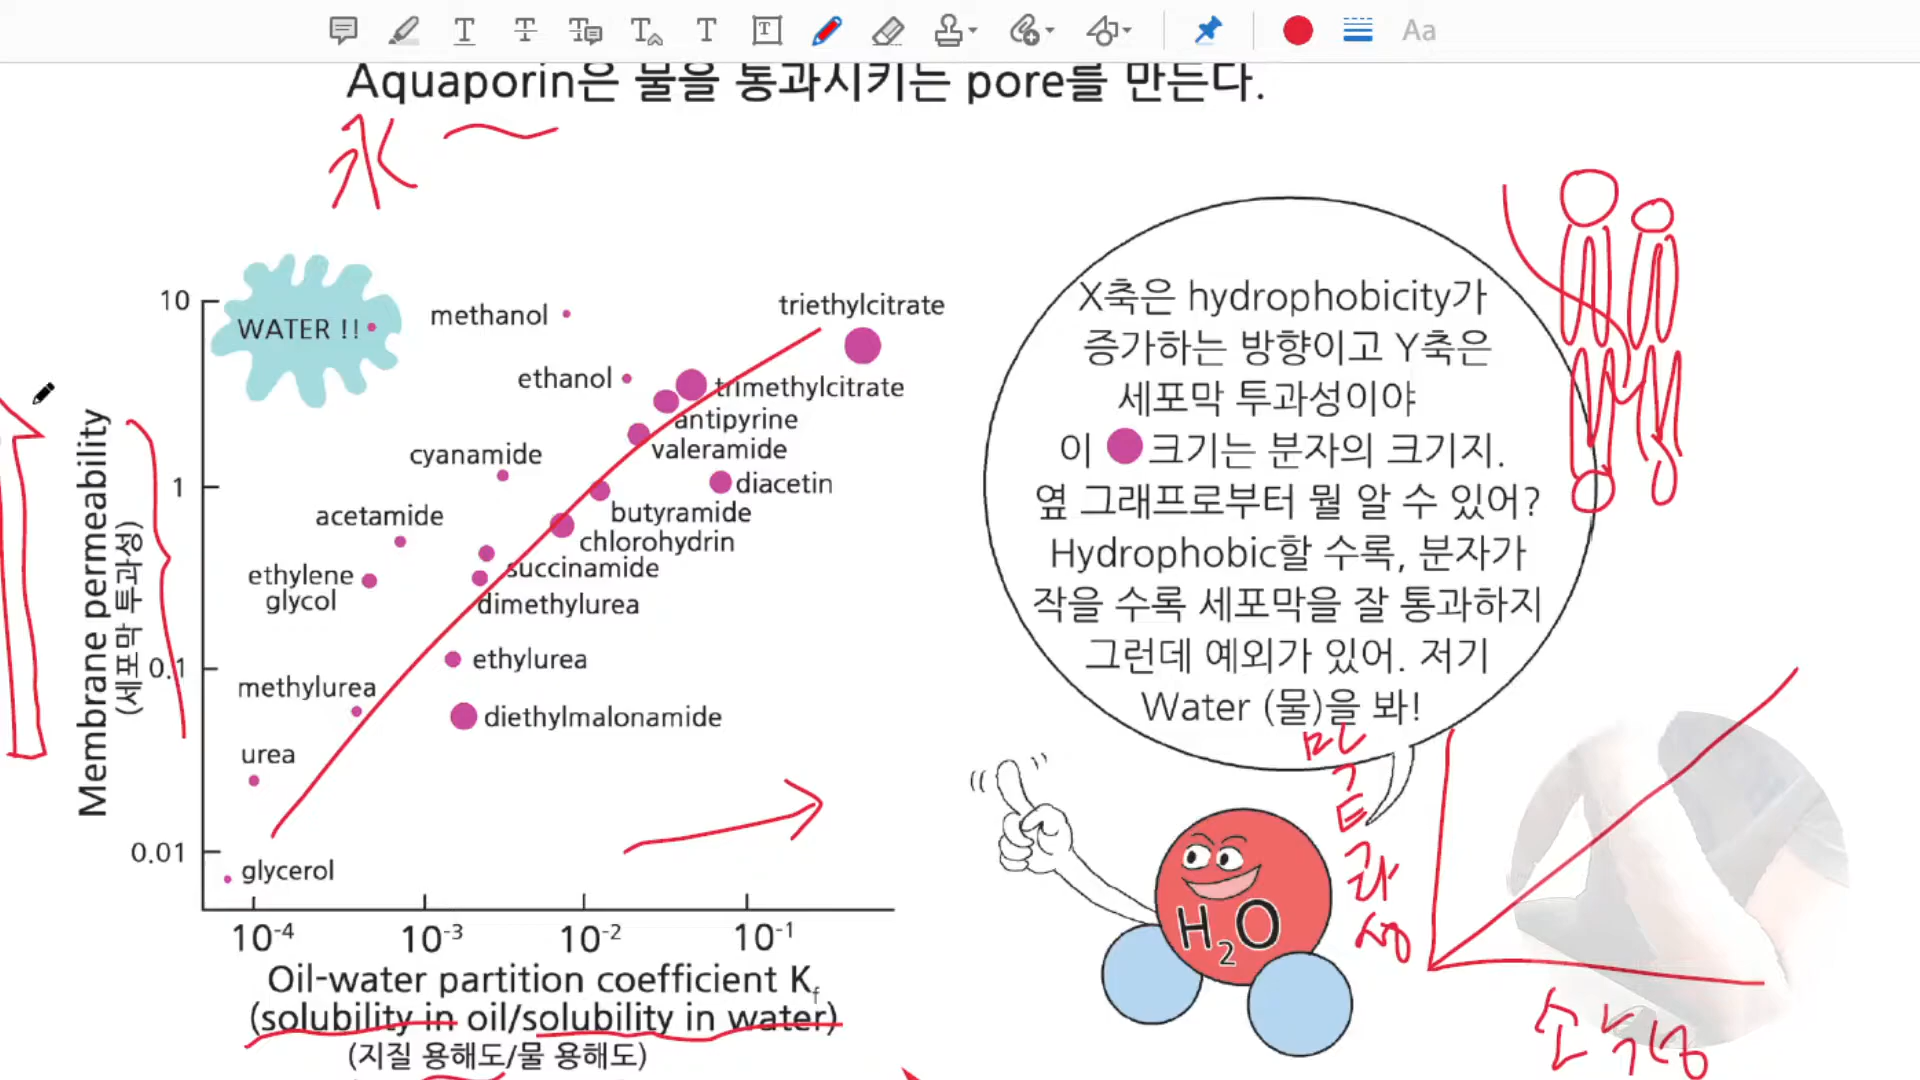 Aquaporin은 물을 통과시키는 pore를 만든다.
水
10
WATER !!
methanol
triethylcitrate
ethanol
trimethylcitrate
antipyrine
valeramide
cyanamide
1
diacetin
acetamide
butyramide
chlorohydrin
succinamide
ethylene
glycol
dimethylurea
0.1
ethylurea
methylurea
diethylmalonamide
urea
0.01
glycerol
Membrane permeability
(세포막 투과성)
10-4 10-3 10-2 10-1
Oil-water partition coefficient Kf
(solubility in oil/solubility in water)
(지질 용해도/물 용해도)
X축은 hydrophobicity가
증가하는 방향이고 Y축은
세포막 투과성이야
이 크기는 분자의 크기지.
옆 그래프로부터 뭘 알 수 있어?
Hydrophobic할 수록, 분자가
작을 수록 세포막을 잘 통과하지
그런데 예외가 있어. 저기
Water (물)을 봐!
H2O
막
투
과
성
소수성
T
T
T
T
T
T
Aa